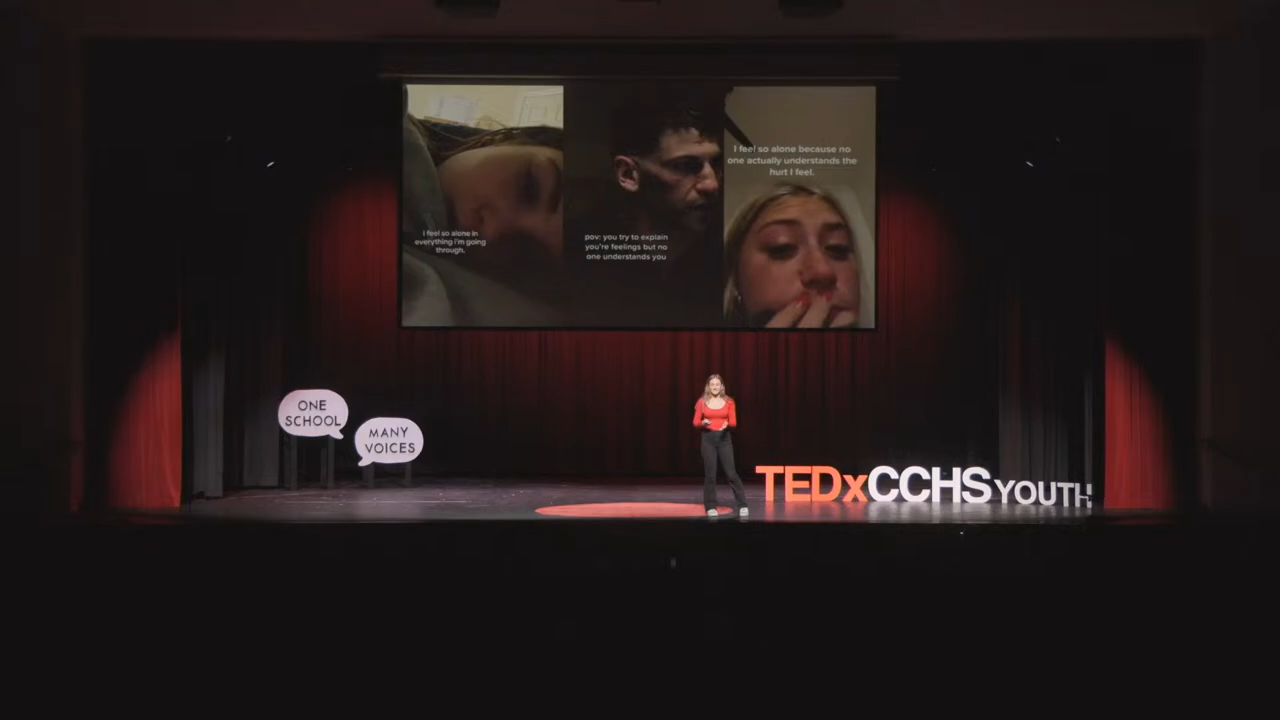 I feel so alone in
everything i'm going
through.
pov: you try to explain
you're feelings but no
one understands you
I feel so alone because no
one actually understands the
hurt I feel.
ONE
SCHOOL
MANY
VOICES
TEDxCCHSYOUTH